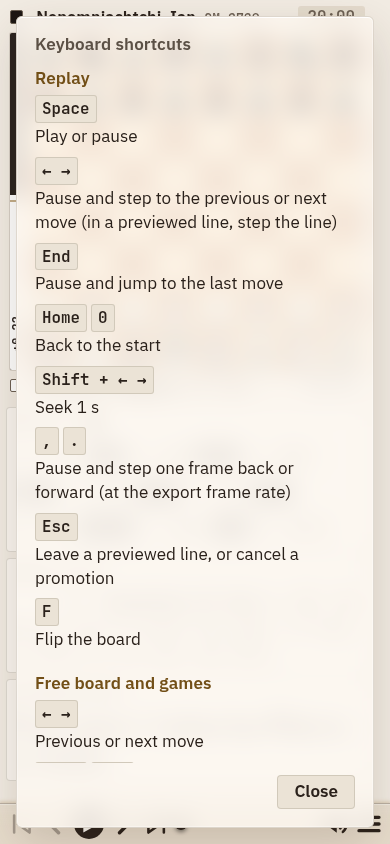 Keyboard shortcuts
Replay
Space
Play or pause
← →
Pause and step to the previous or next
move (in a previewed line, step the line)
End
Pause and jump to the last move
Home 0
Back to the start
Shift + ← →
Seek 1 s
, .
Pause and step one frame back or
forward (at the export frame rate)
Esc
Leave a previewed line, or cancel a
promotion
F
Flip the board
Free board and games
← →
Previous or next move
Close